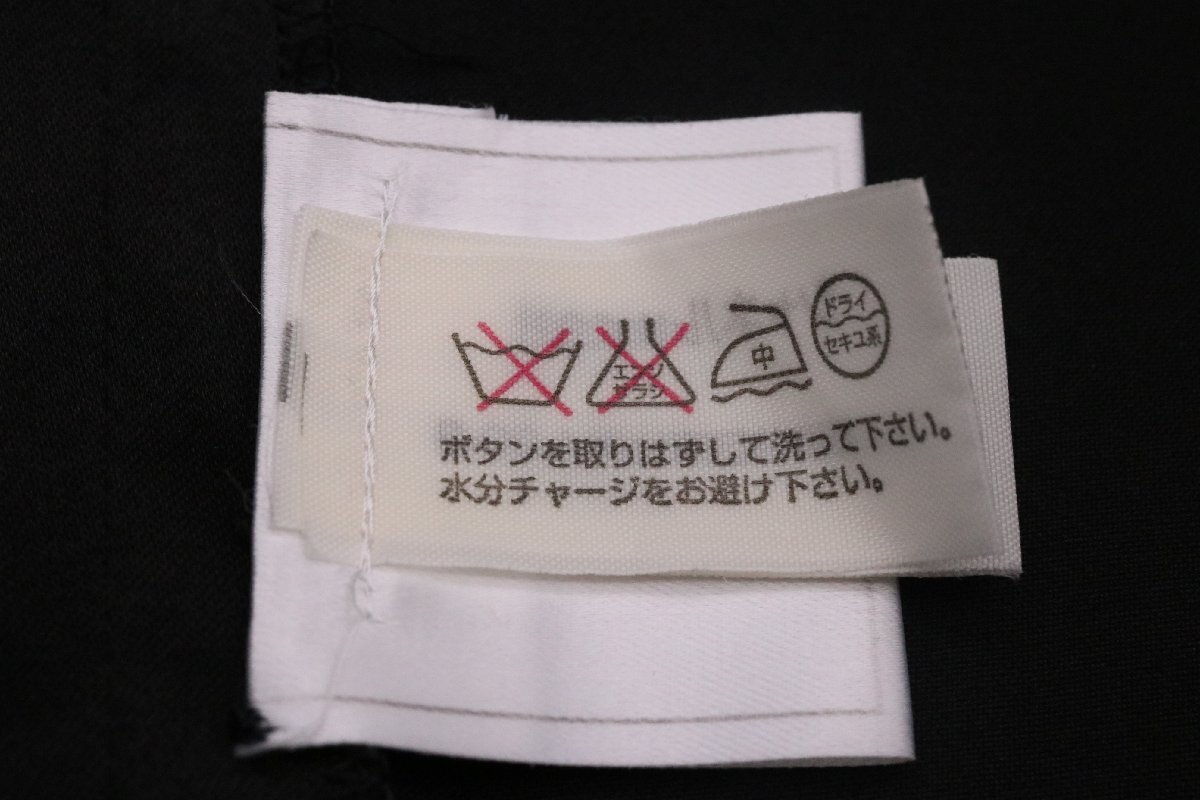 エンソ サラシ 中 ドライ
セキユ系
ボタンを取りはずして洗って下さい。
水分チャージをお避け下さい。